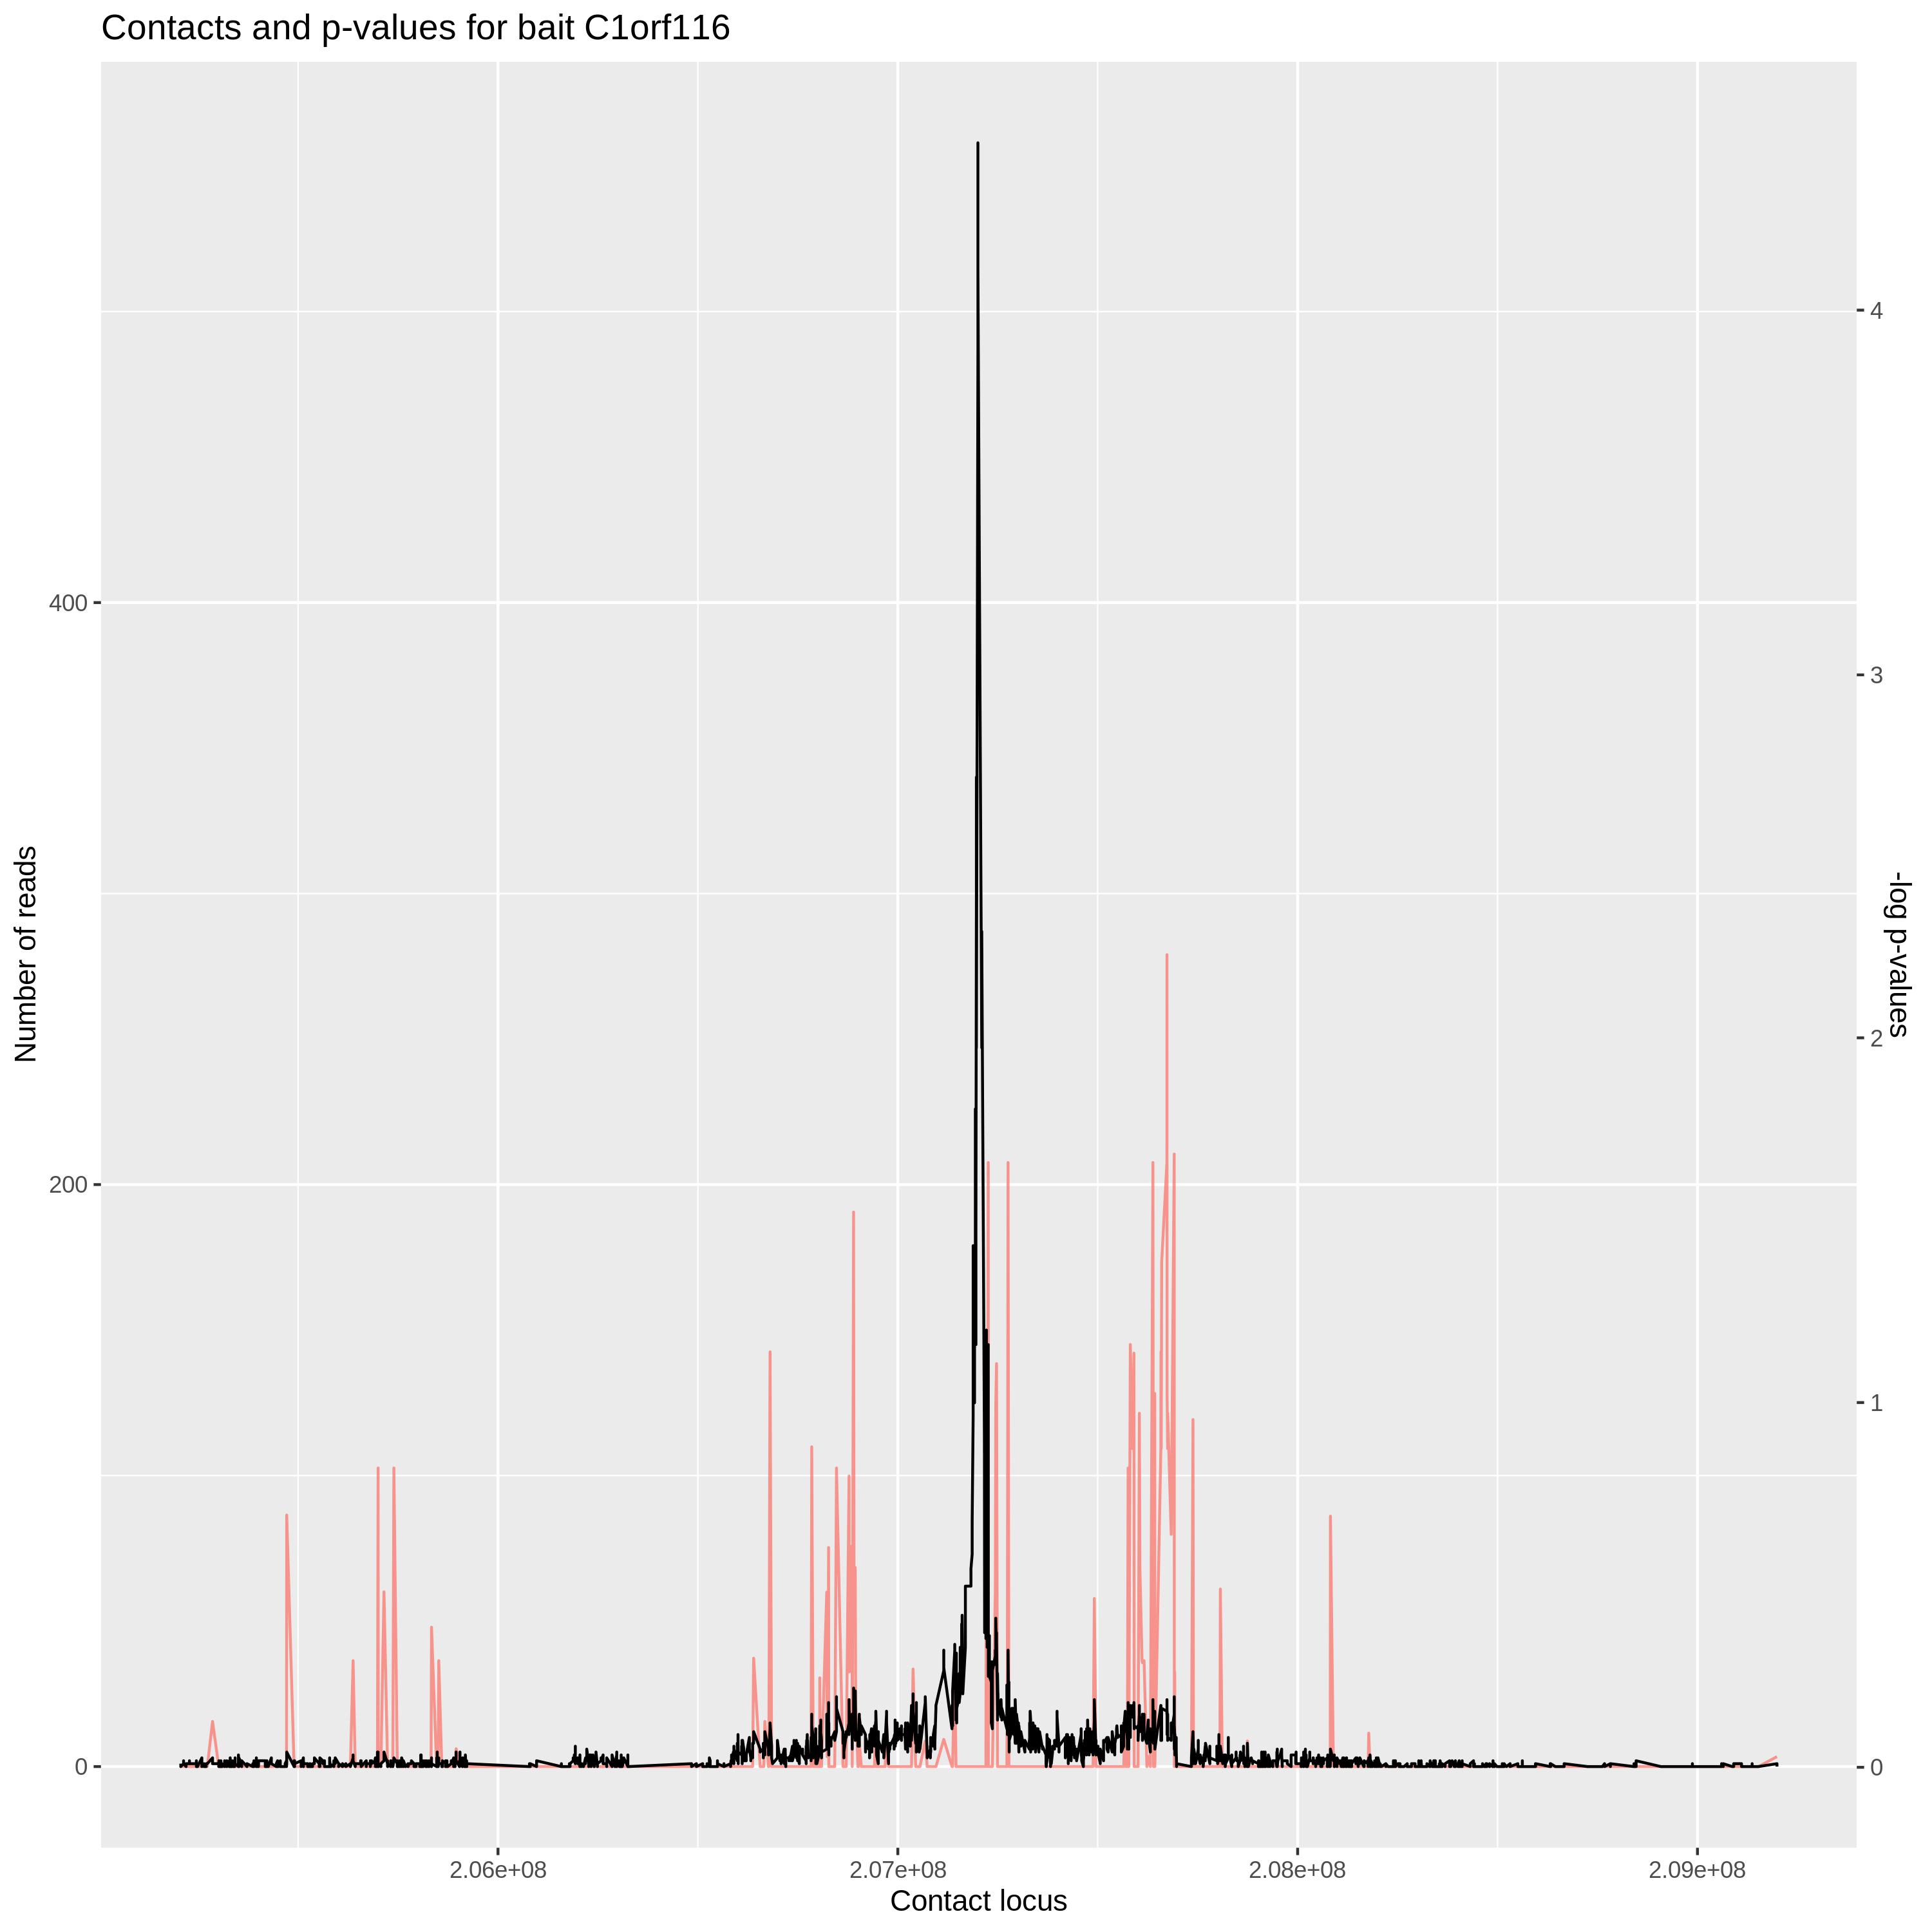 Contacts and p-values for bait C1orf116
Number of reads
400
200
0
-log p-values
4
3
2
1
0
2.06e+08
2.07e+08
2.08e+08
2.09e+08
Contact locus